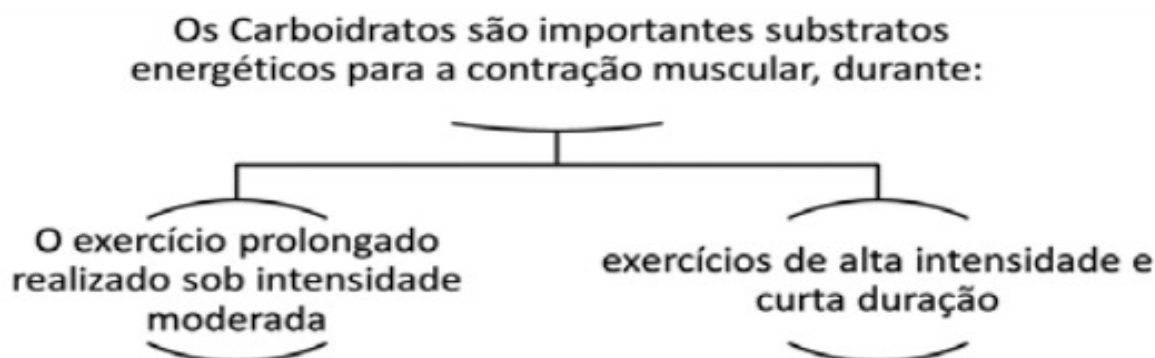 Os Carboidratos são importantes substratos
energéticos para a contração muscular, durante:
O exercício prolongado
realizado sob intensidade
moderada
exercícios de alta intensidade e
curta duração